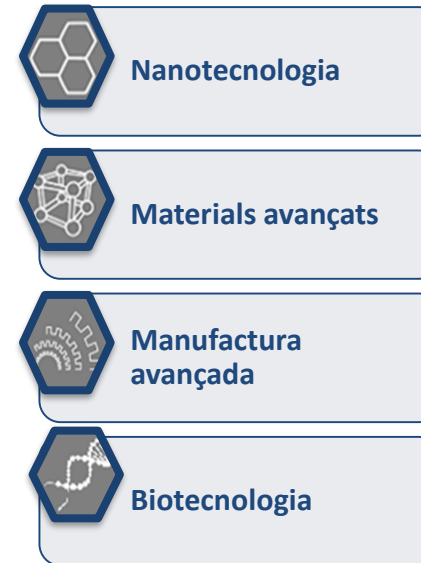 Nanotecnologia
Materials avançats
Manufactura
avançada
Biotecnologia